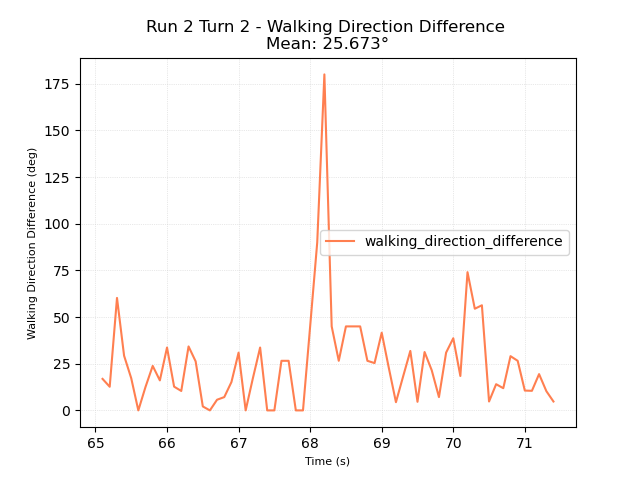 Run 2 Turn 2 - Walking Direction Difference
Mean: 25.673°
175
150
125
100
75
50
25
0
Walking Direction Difference (deg)
walking_direction_difference
65 66 67 68 69 70 71
Time (s)